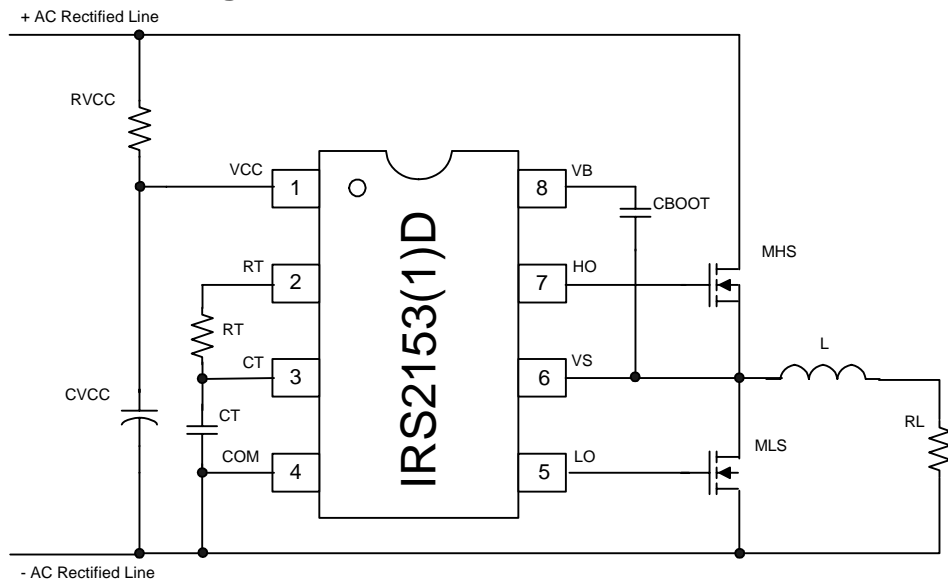 + AC Rectified Line
RVCC
VCC
1
8
VB
CBOOT
MHS
RT
2
7
HO
RT
IRS2153(1)D
L
CT
3
6
VS
CVCC
CT
RL
MLS
COM
4
5
LO
- AC Rectified Line